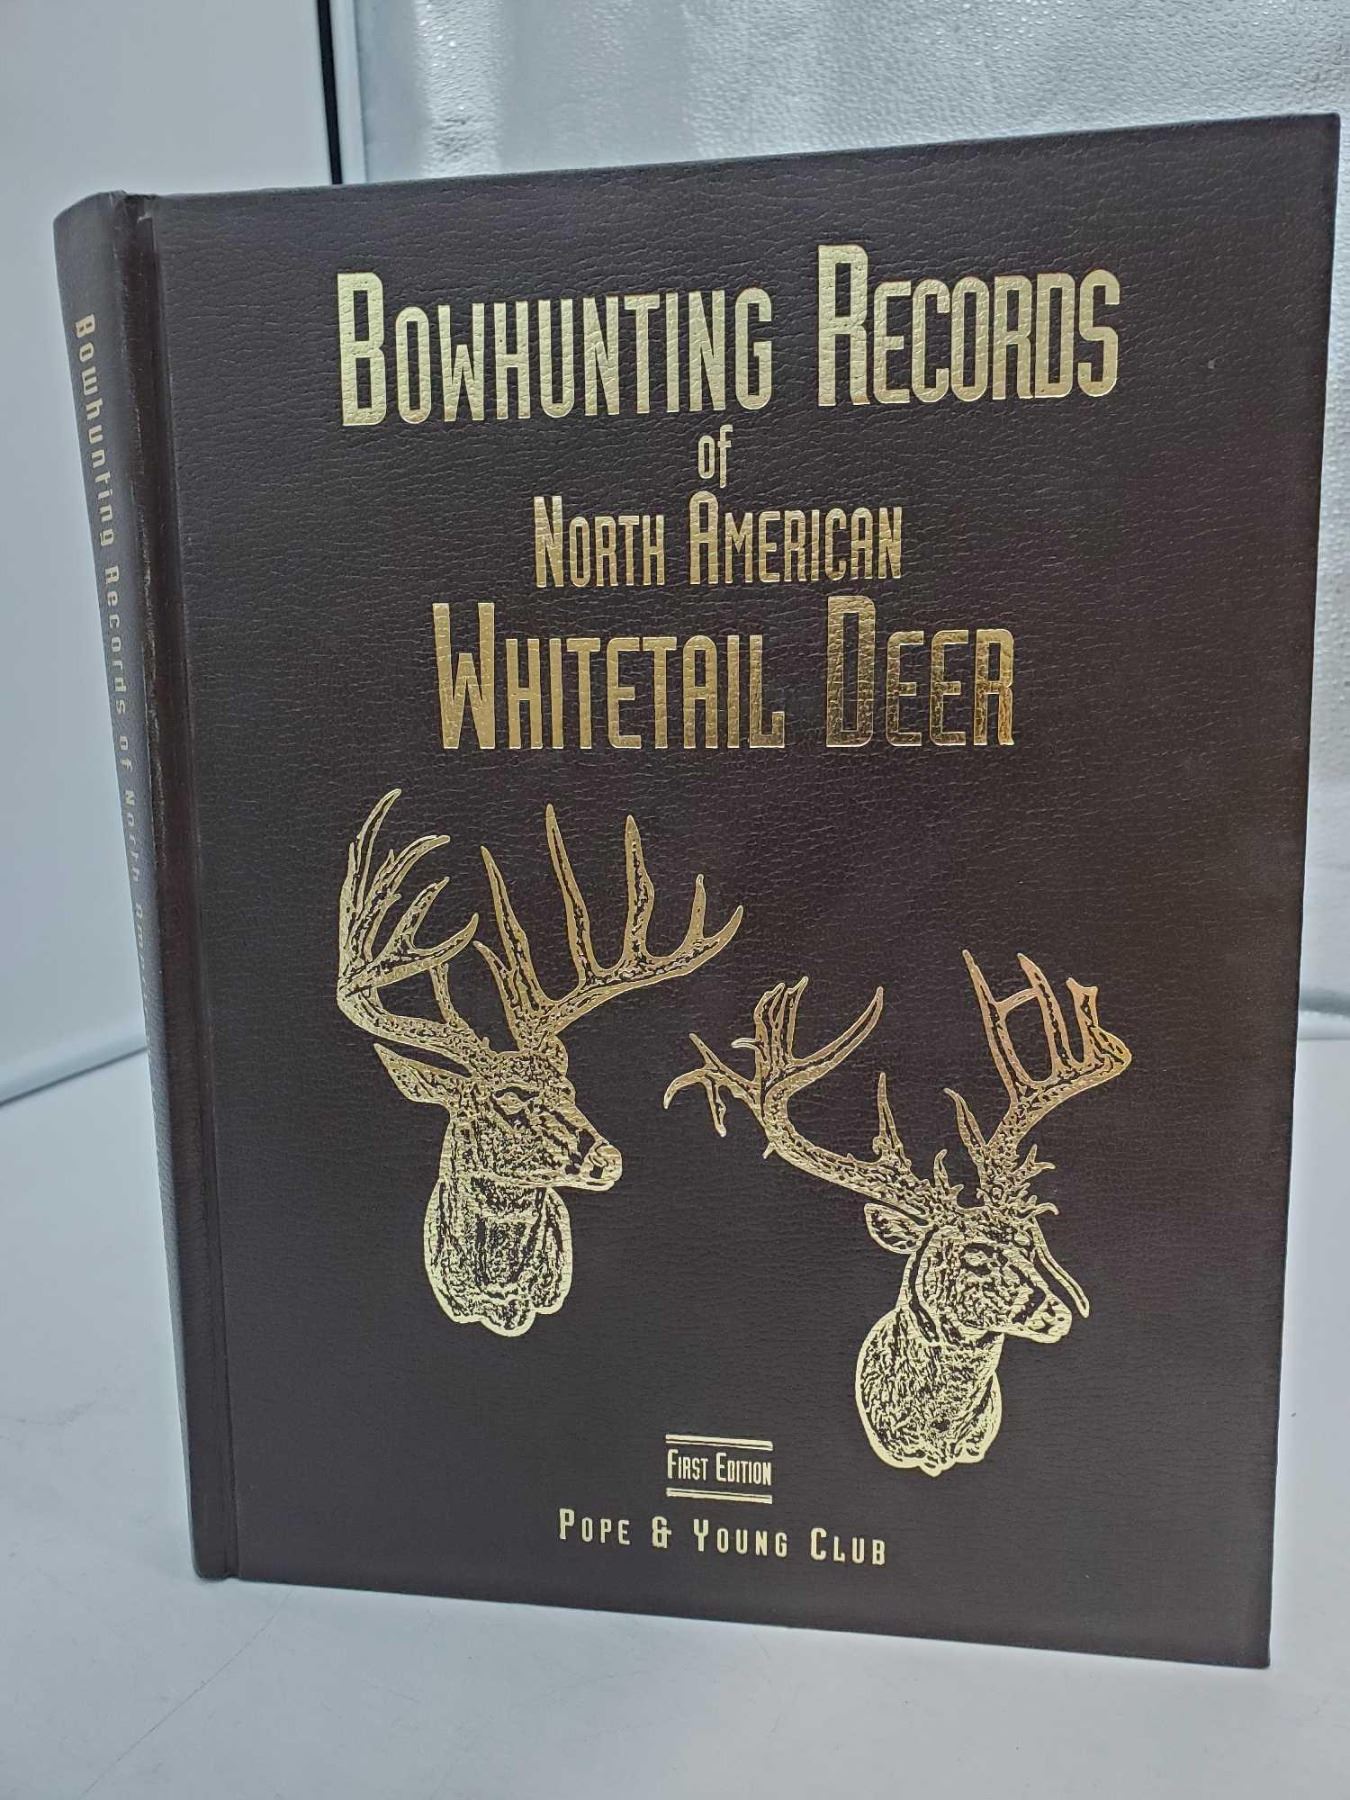 Bowhunting Records
of
North American
Whitetail Deer
First Edition
Pope & Young Club
Bowhunting Records of North